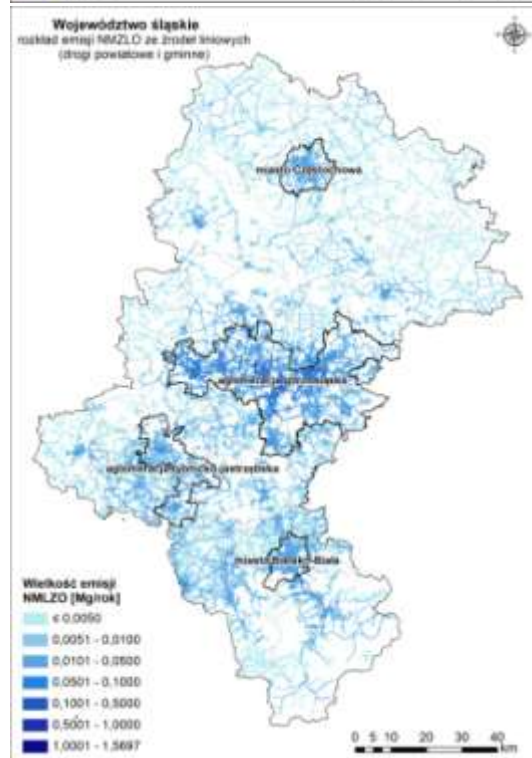 Województwo śląskie
rozkład emisji NMZLO ze źródeł liniowych
(drogi powiatowe i gminne)
miasto Częstochowa
aglomeracja górnośląska
aglomeracja rybnicko-jastrzębska
miasto Bielsko-Biała
Wielkość emisji
NMLZO [Mg/rok]
≤ 0,0050
0,0051 - 0,0100
0,0101 - 0,0500
0,0501 - 0,1000
0,1001 - 0,5000
0,5001 - 1,0000
1,0001 - 1,5697
0 5 10 20 30 40
km